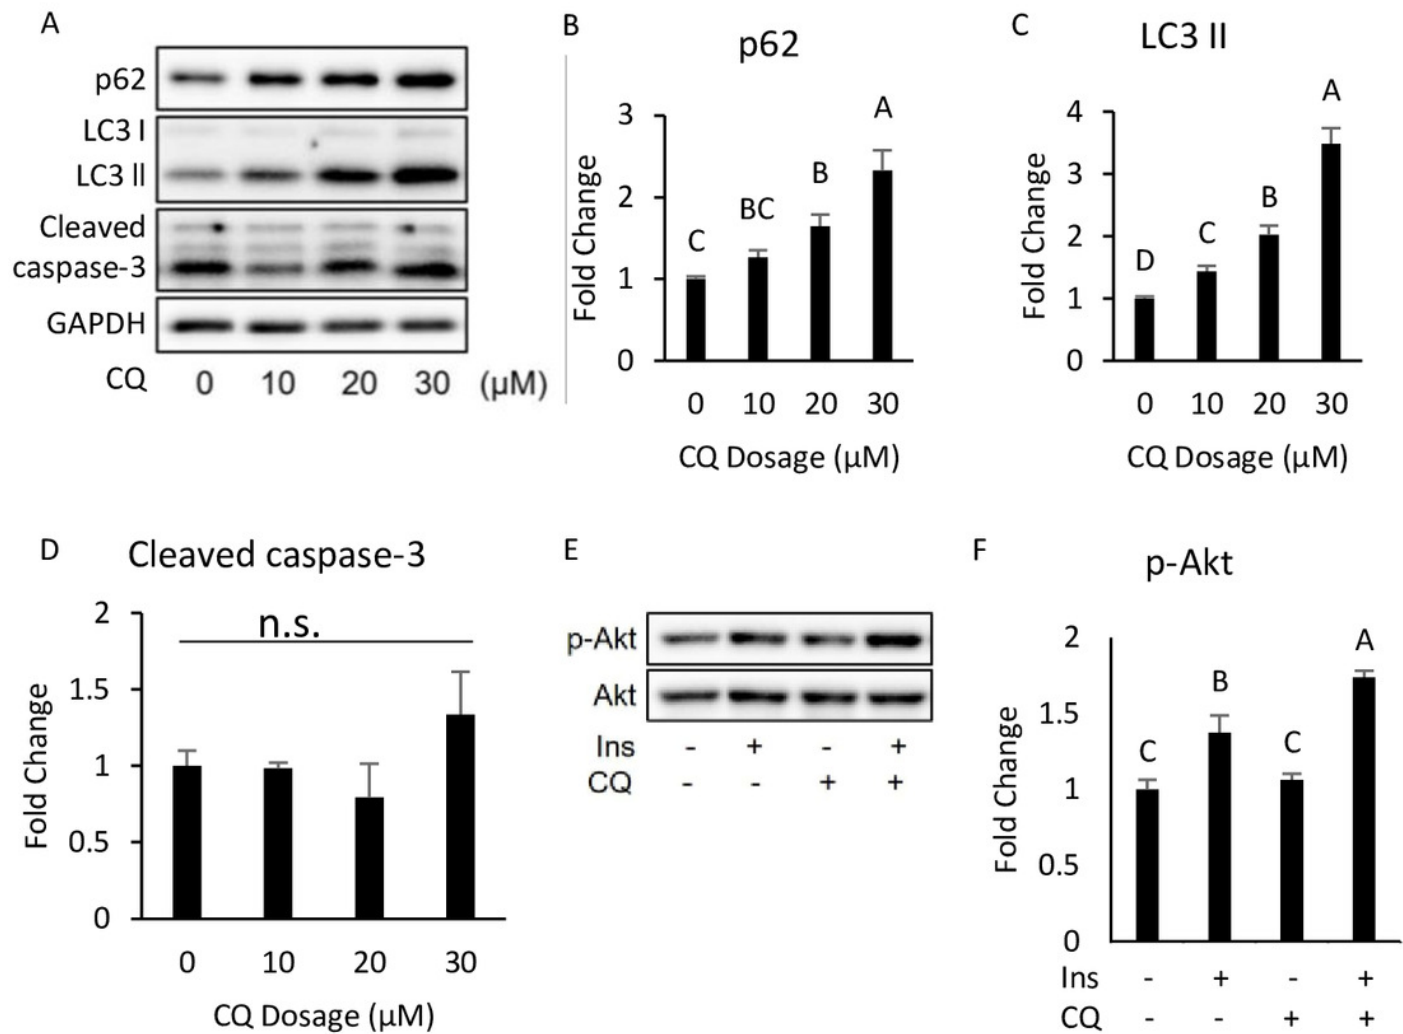 A
p62
LC3 I
LC3 II
Cleaved
caspase-3
GAPDH
CQ 0 10 20 30 (μM)
B
p62
Fold Change
3
2
1
0
C
BC
B
A
0 10 20 30
CQ Dosage (μM)
C
LC3 II
Fold Change
4
3
2
1
0
D
C
B
A
0 10 20 30
CQ Dosage (μM)
D
Cleaved caspase-3
Fold Change
2
1.5
1
0.5
0
n.s.
0 10 20 30
CQ Dosage (μM)
E
p-Akt
Akt
Ins - + - +
CQ - - + +
F
p-Akt
Fold Change
2
1.5
1
0.5
0
C
B
C
A
Ins - + - +
CQ - - + +